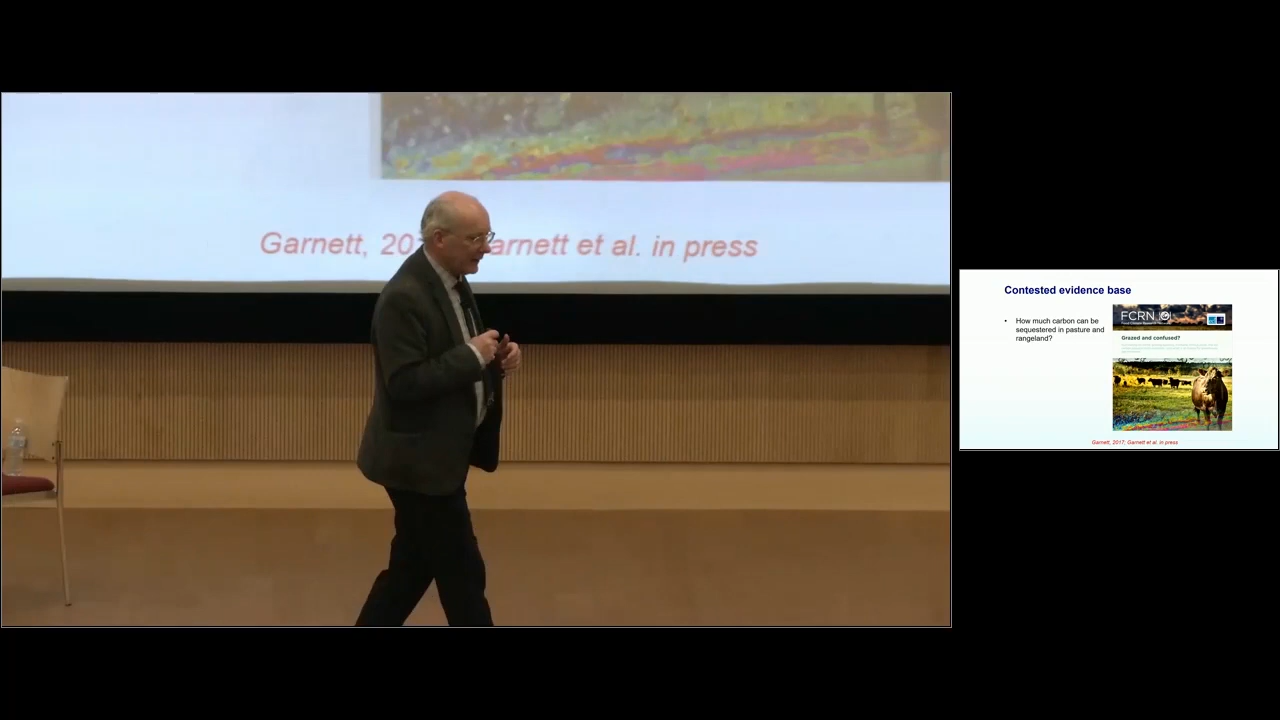 Garnett, 20 arnett et al. in press
Contested evidence base
• How much carbon can be
sequestered in pasture and
rangeland?
FCRN
Grazed and confused?
Garnett, 2017; Garnett et al. in press